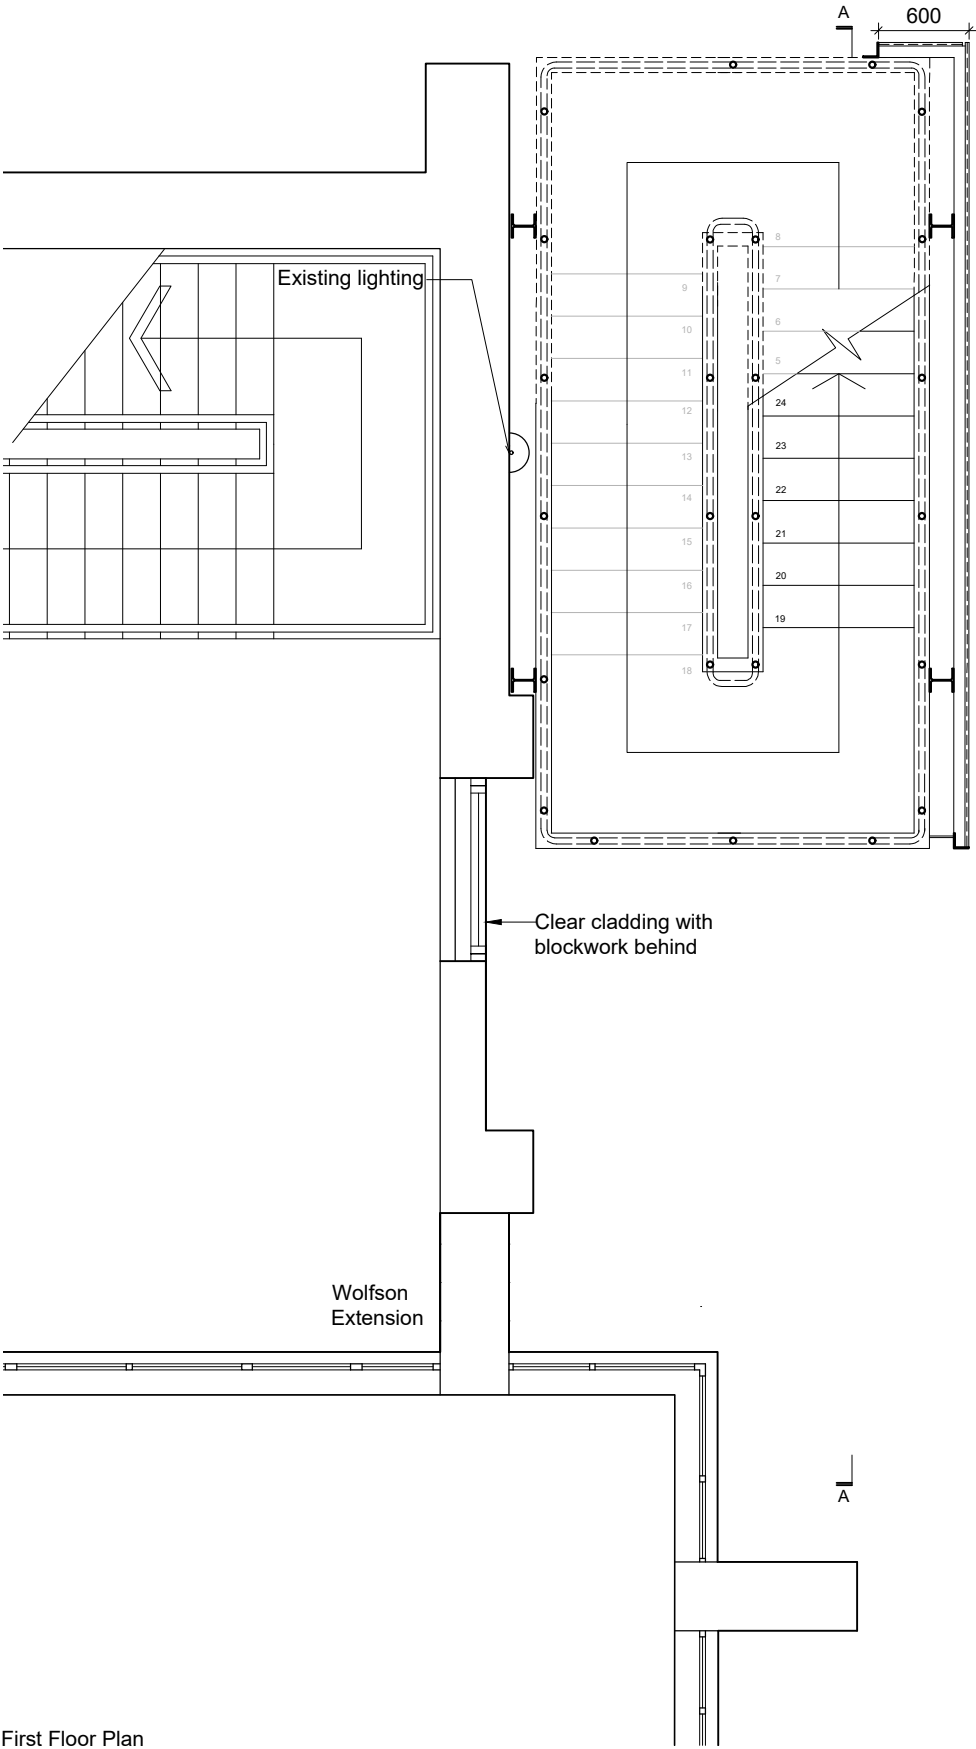 A
600
Existing lighting
8
9
7
10
6
11
5
12
24
13
23
14
22
15
21
16
20
17
19
18
Clear cladding with
blockwork behind
Wolfson
Extension
A
First Floor Plan